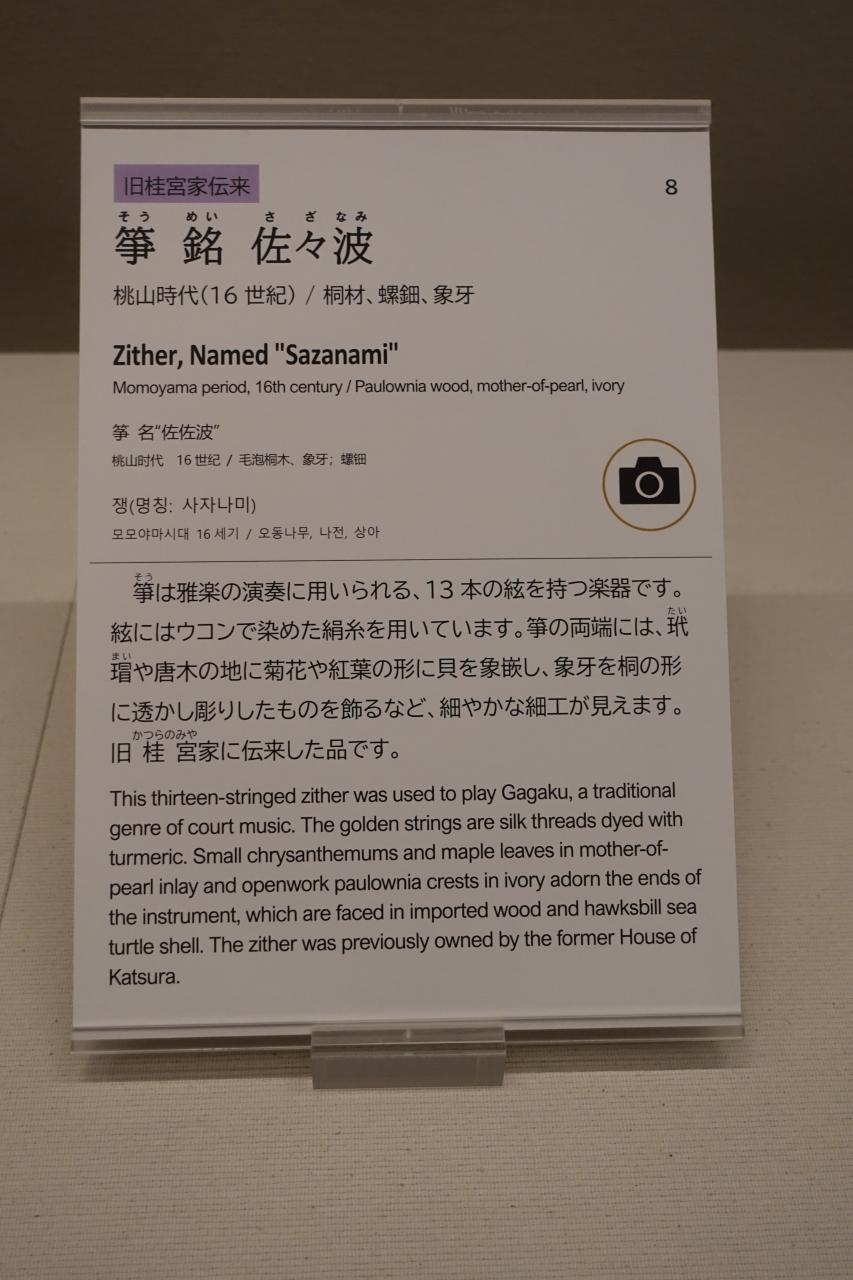 旧桂宮家伝来
8
そう めい さ ざ なみ
箏 銘 佐々波
桃山時代(16 世紀) / 桐材、螺鈿、象牙
Zither, Named "Sazanami"
Momoyama period, 16th century / Paulownia wood, mother-of-pearl, ivory
筝 名“佐佐波”
桃山时代 16世纪 / 毛泡桐木、象牙；螺钿
쟁(명칭: 사자나미)
모모야마시대 16세기 / 오동나무, 나전, 상아
そう
箏は雅楽の演奏に用いられる、13 本の絃を持つ楽器です。
絃にはウコンで染めた絹糸を用いています。箏の両端には、玳
たい
まい
瑁や唐木の地に菊花や紅葉の形に貝を象嵌し、象牙を桐の形
に透かし彫りしたものを飾るなど、細やかな細工が見えます。
かつらのみや
旧 桂 宮家に伝来した品です。
This thirteen-stringed zither was used to play Gagaku, a traditional
genre of court music. The golden strings are silk threads dyed with
turmeric. Small chrysanthemums and maple leaves in mother-of-
pearl inlay and openwork paulownia crests in ivory adorn the ends of
the instrument, which are faced in imported wood and hawksbill sea
turtle shell. The zither was previously owned by the former House of
Katsura.